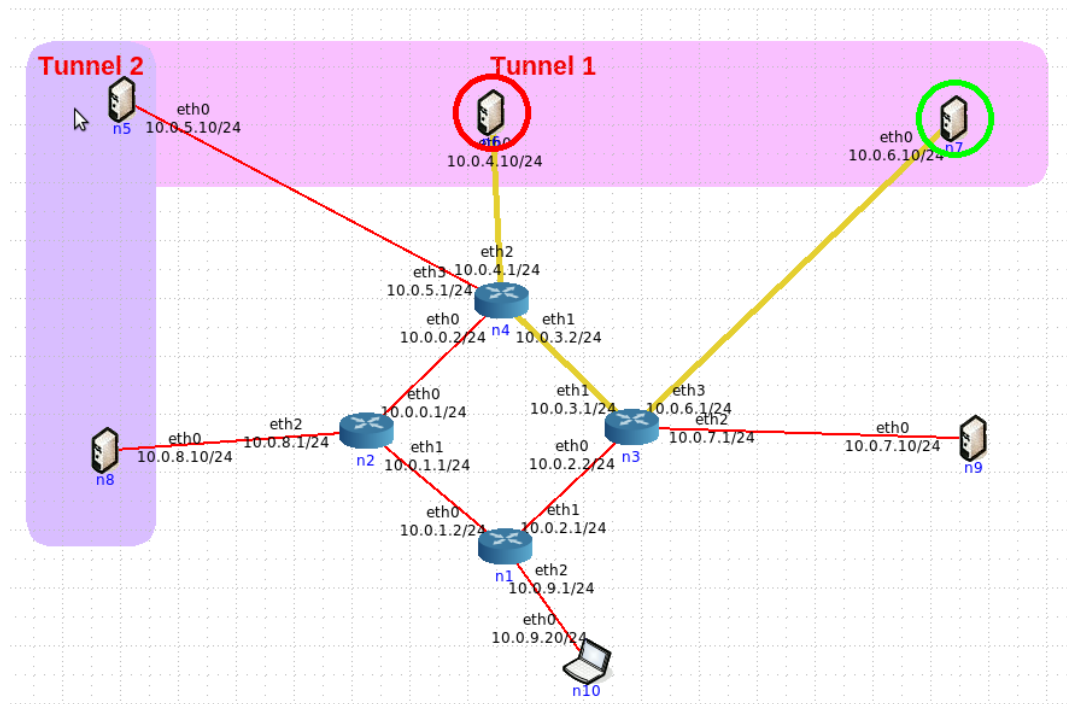 Tunnel 2
Tunnel 1
n5
eth0
10.0.5.10/24
eth0
10.0.4.10/24
eth0
10.0.6.10/24
n7
eth2
10.0.4.1/24
eth3
10.0.5.1/24
n4
eth0
10.0.0.2/24
eth1
10.0.3.2/24
eth0
10.0.0.1/24
eth1
10.0.3.1/24
eth3
10.0.6.1/24
n8
eth0
10.0.8.10/24
eth2
10.0.8.1/24
n2
eth1
10.0.1.1/24
eth0
10.0.2.2/24
n3
eth2
10.0.7.1/24
eth0
10.0.7.10/24
n9
eth0
10.0.1.2/24
eth1
10.0.2.1/24
n1
eth2
10.0.9.1/24
eth0
10.0.9.20/24
n10